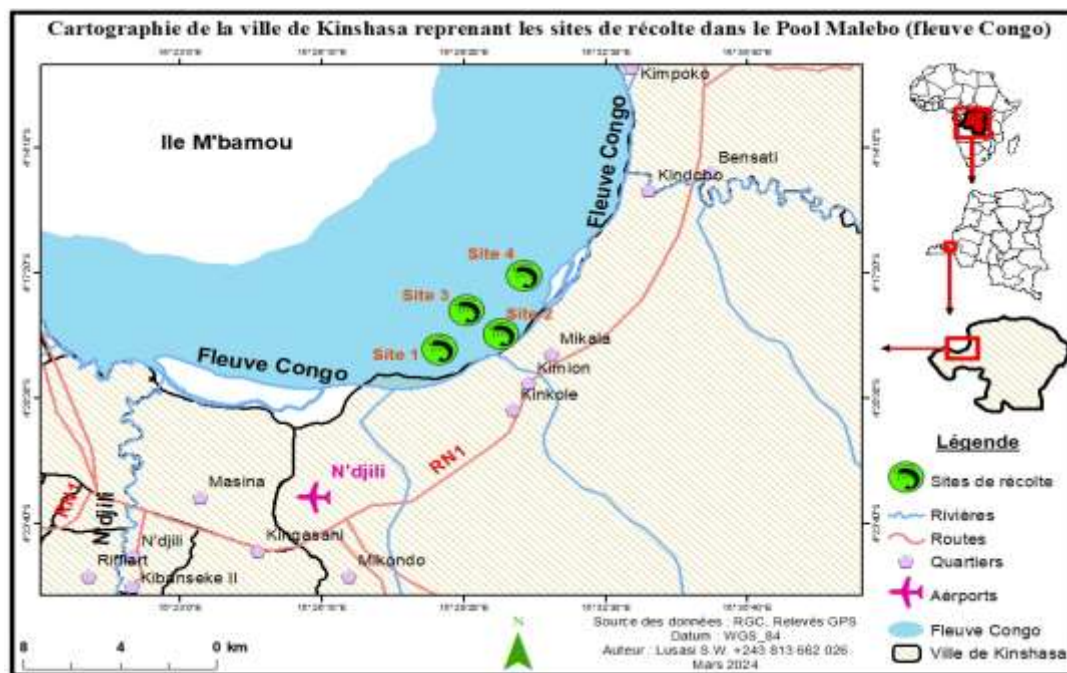 Cartographie de la ville de Kinshasa reprenant les sites de récolte dans le Pool Malebo (fleuve Congo)
Kimpoko
Ile M'bamou
Fleuve Congo
Bensati
Kindobo
Site 4
Site 3
Site 2
Site 1
Mikala
Fleuve Congo
Kimion
Kinkole
RN1
N'djili
Masina
RN1
N'djili
N'djili
Kingasani
Mikondo
Rifflart
Kibanseke II
Légende
Sites de récolte
Rivières
Routes
Quartiers
Aérports
Fleuve Congo
Ville de Kinshasa
8 4 0 km
N
Source des données : RGC, Relevés GPS
Datum : WGS_84
Auteur : Lusasi S.W. +243 813 662 026
Mars 2024